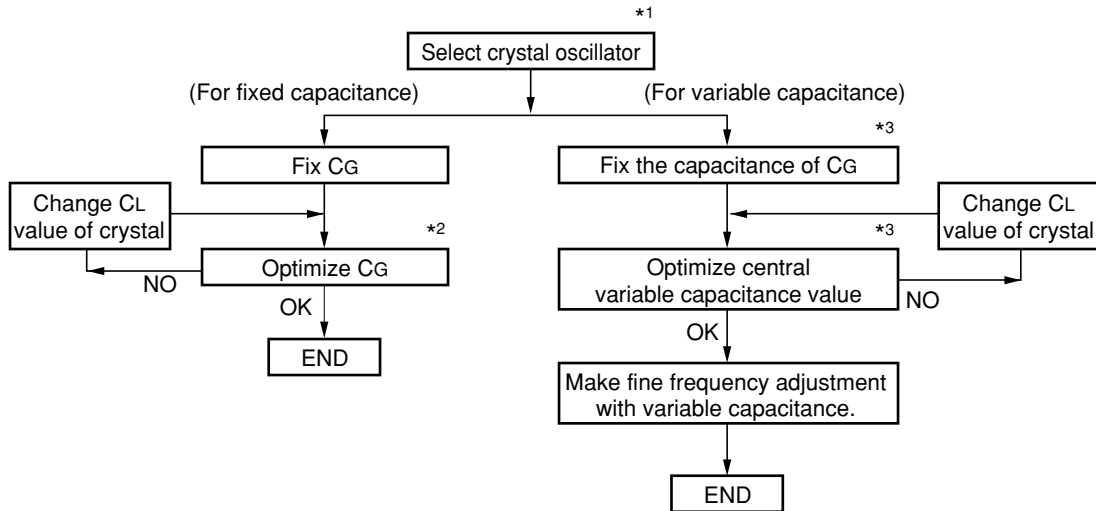 *1
Select crystal oscillator
(For fixed capacitance)
(For variable capacitance)
*3
Fix CG
Fix the capacitance of CG
Change CL
value of crystal
Change CL
value of crystal
*2
*3
Optimize CG
Optimize central
variable capacitance value
NO
NO
OK
OK
END
Make fine frequency adjustment
with variable capacitance.
END